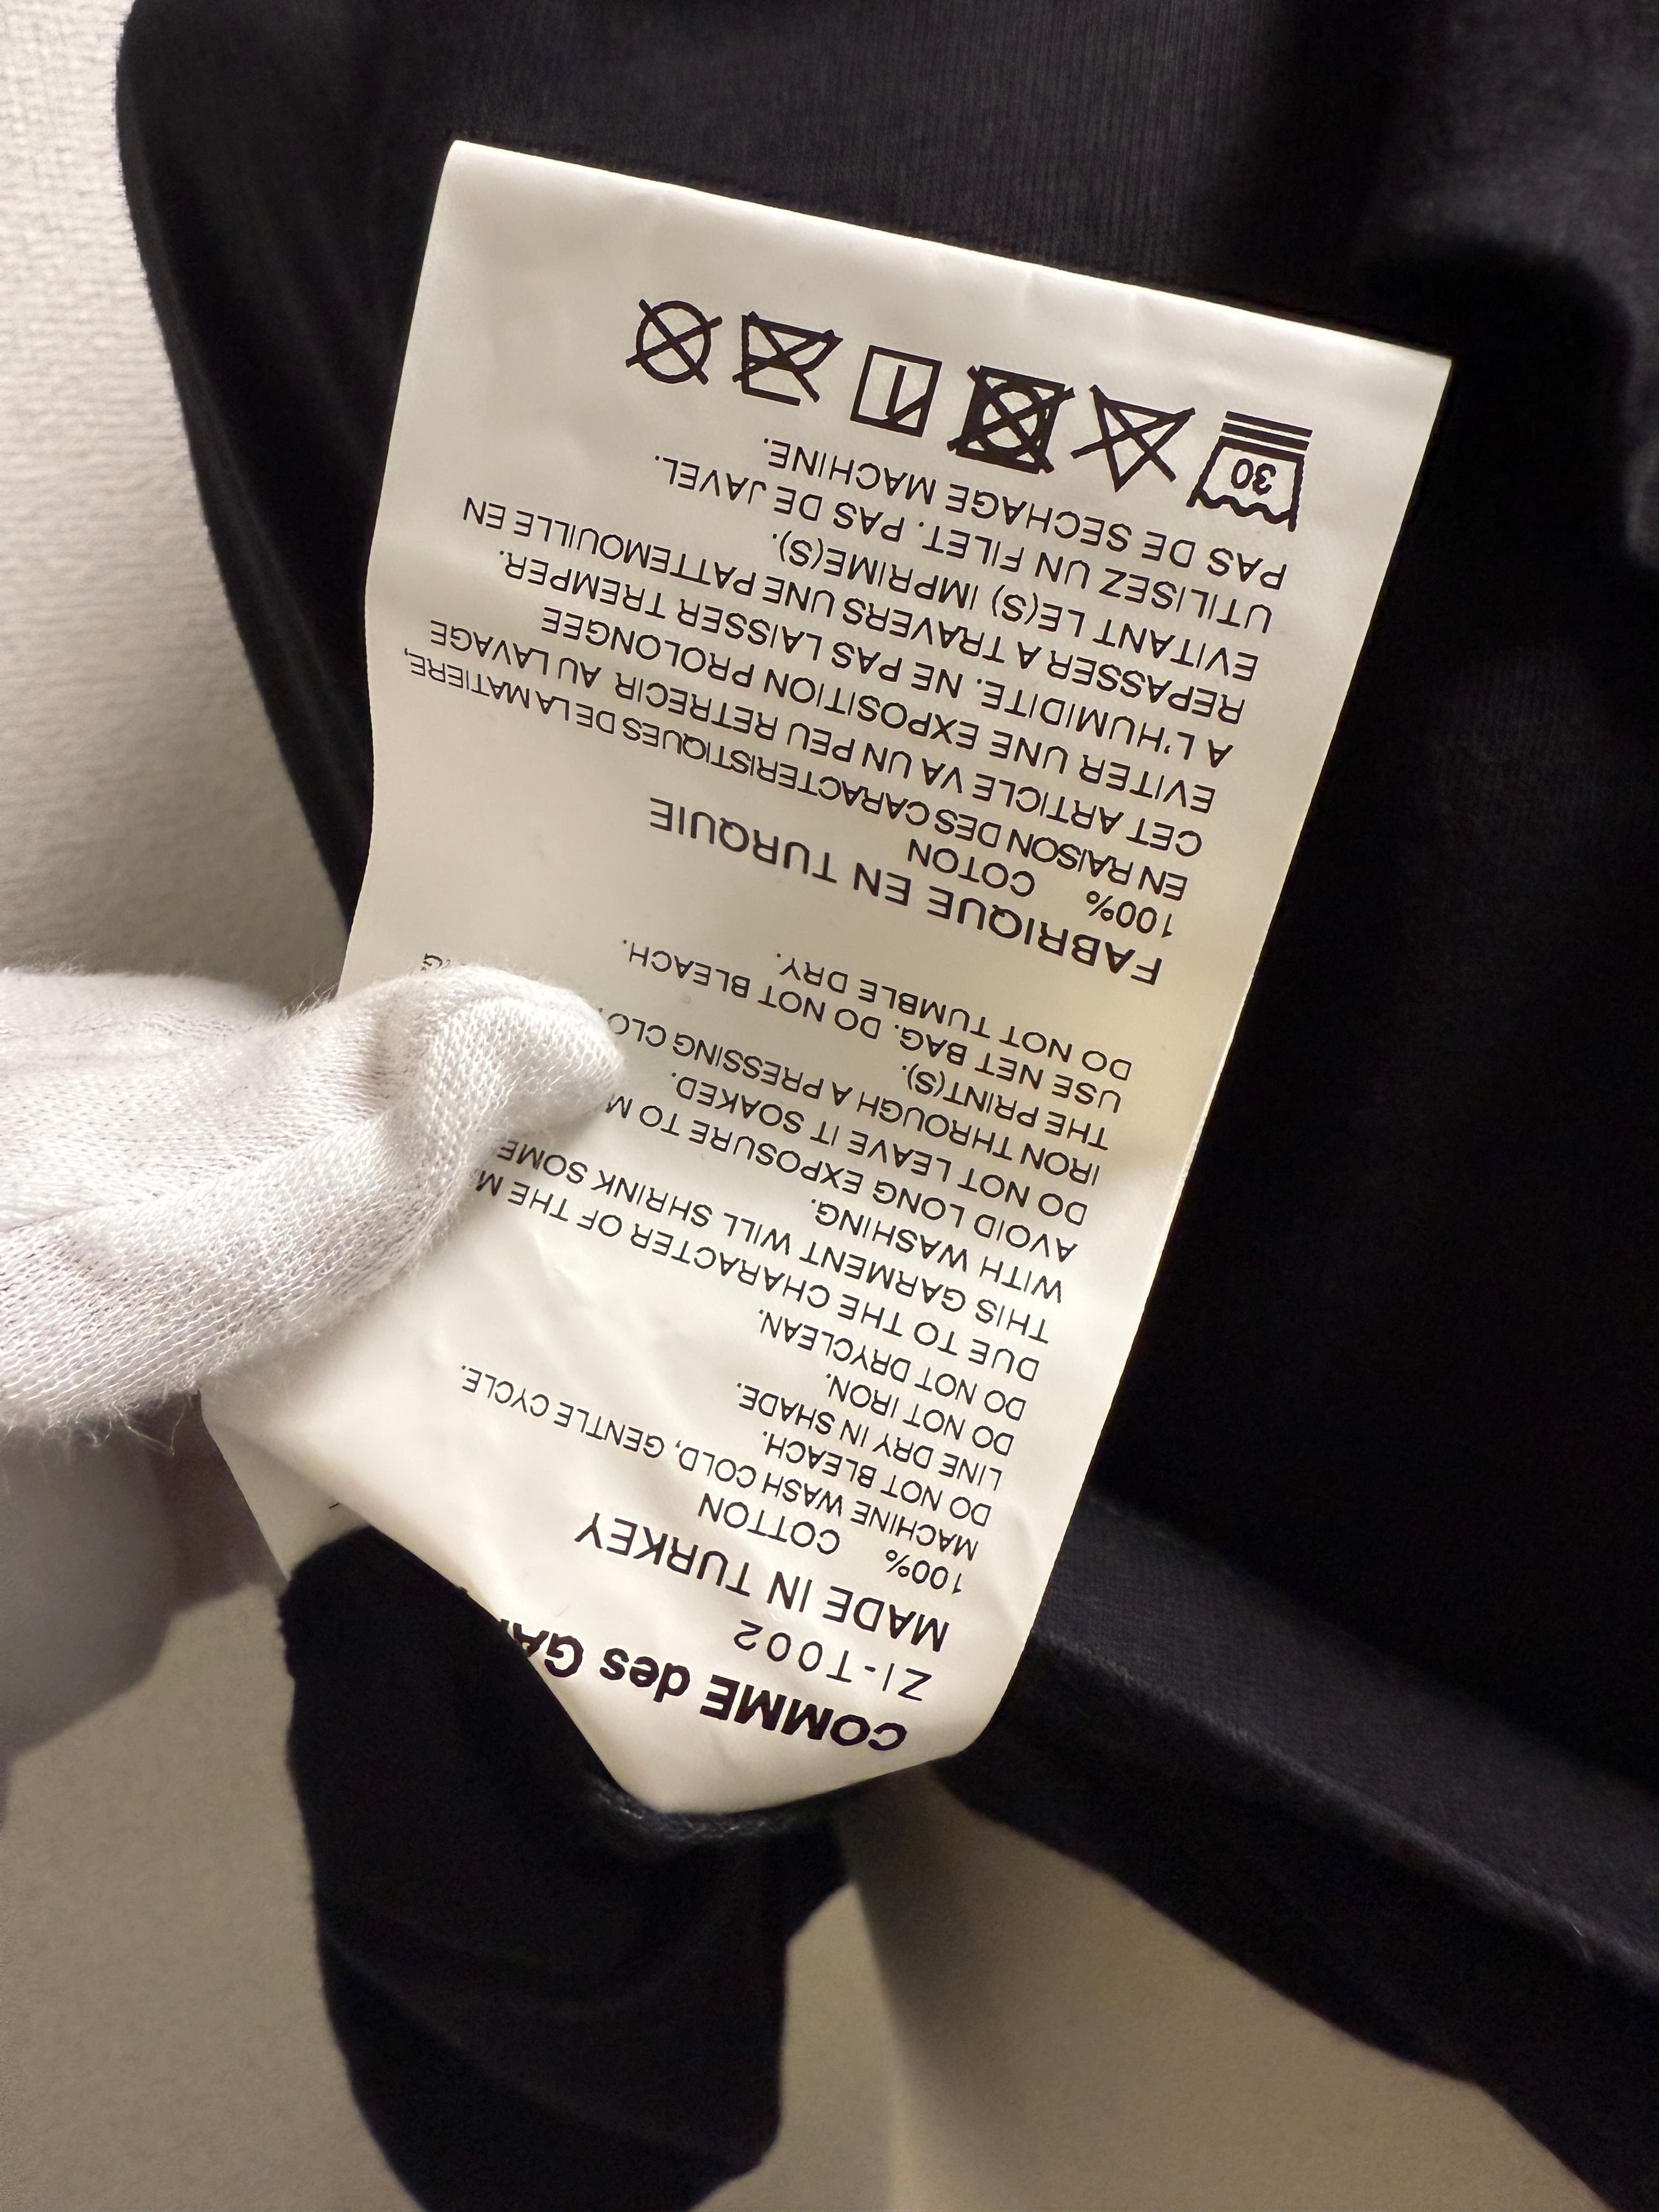 COMME des
ZI-T002
MADE IN TURKEY
100% COTTON
MACHINE WASH COLD, GENTLE CYCLE.
DO NOT BLEACH.
LINE DRY IN SHADE.
DO NOT IRON.
DO NOT DRYCLEAN.
DUE TO THE CHARACTER OF THE
THIS GARMENT WILL SHRINK SOME
WITH WASHING.
AVOID LONG EXPOSURE TO
DO NOT LEAVE IT SOAKED.
IRON THROUGH A PRESSING
THE PRINT(S).
USE NET BAG. DO NOT BLEACH.
DO NOT TUMBLE DRY.
FABRIQUE EN TURQUIE
100% COTON
EN RAISON DES CARACTERISTIQUES DE LA MATIERE,
CET ARTICLE VA UN PEU RETRECIR AU LAVAGE
EVITER UNE EXPOSITION PROLONGEE
A L'HUMIDITE. NE PAS LAISSER TREMPER.
REPASSER A TRAVERS UNE PATTEMOUILLE EN
EVITANT LE(S) IMPRIME(S).
UTILISEZ UN FILET. PAS DE JAVEL.
PAS DE SECHAGE MACHINE.
30